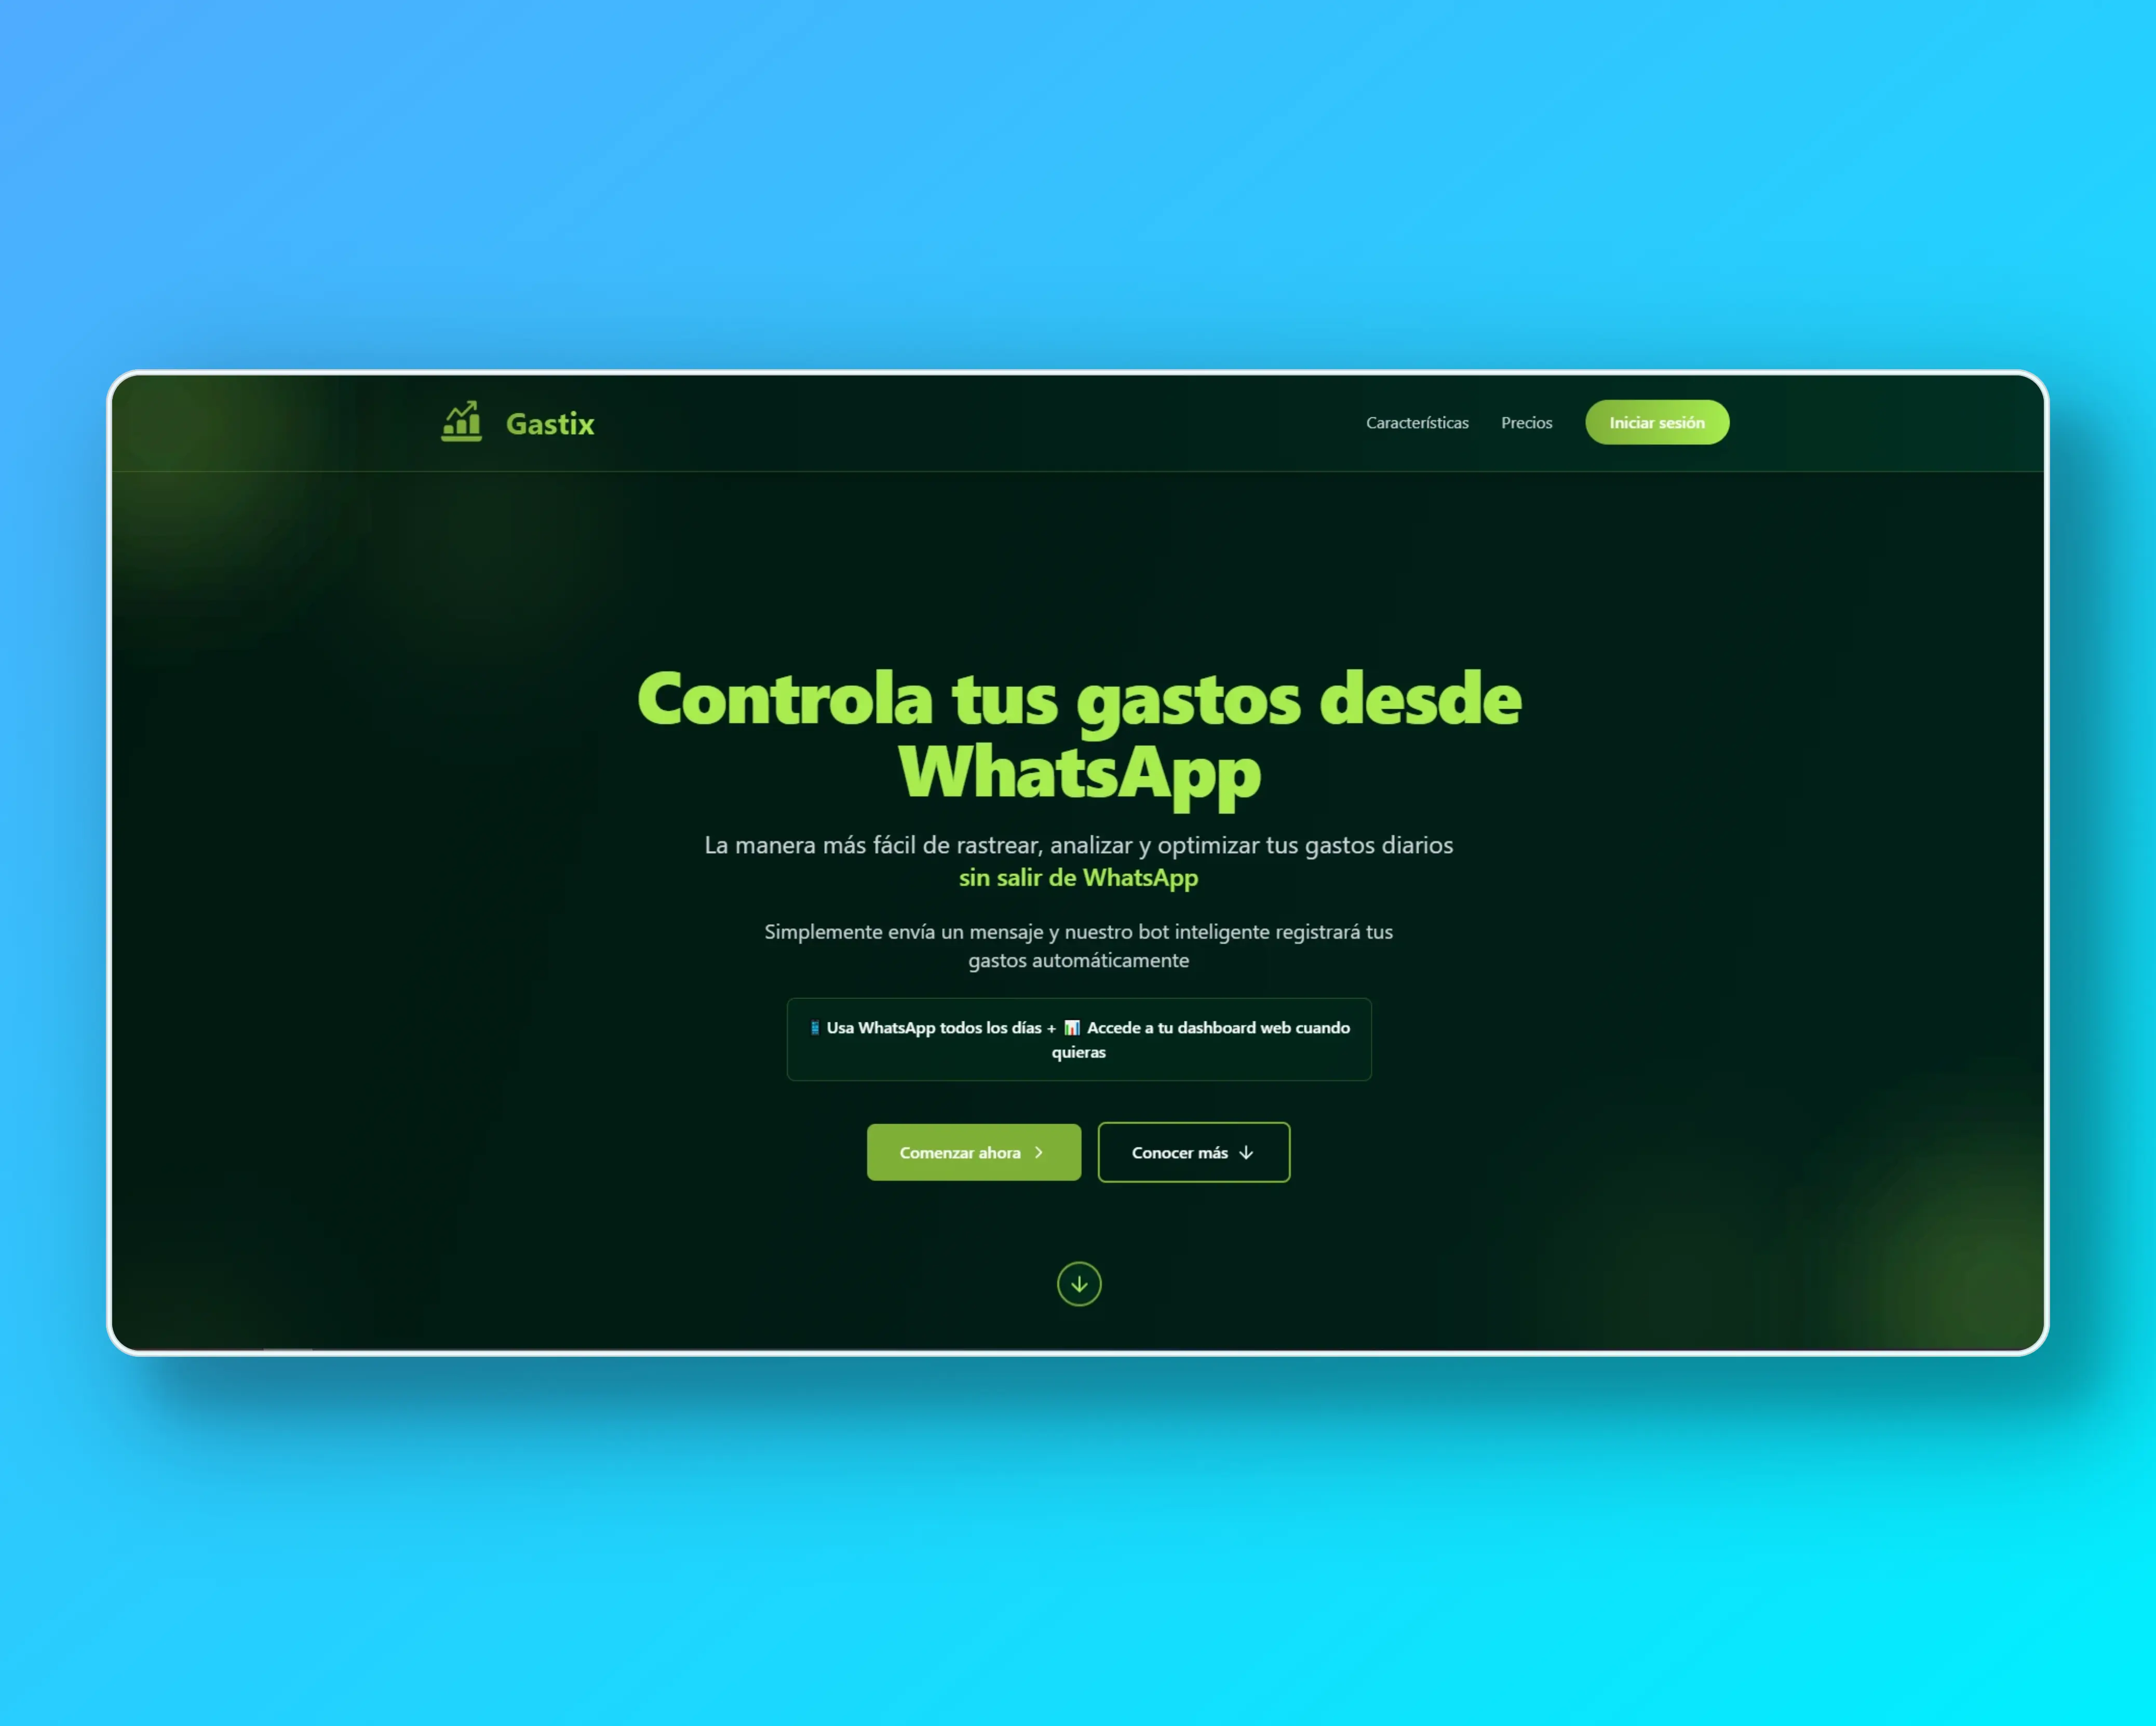 Gastix
Características
Precios
Iniciar sesión
Controla tus gastos desde
WhatsApp
La manera más fácil de rastrear, analizar y optimizar tus gastos diarios
sin salir de WhatsApp
Simplemente envía un mensaje y nuestro bot inteligente registrará tus
gastos automáticamente
📱 Usa WhatsApp todos los días + 📊 Accede a tu dashboard web cuando
quieras
Comenzar ahora
Conocer más